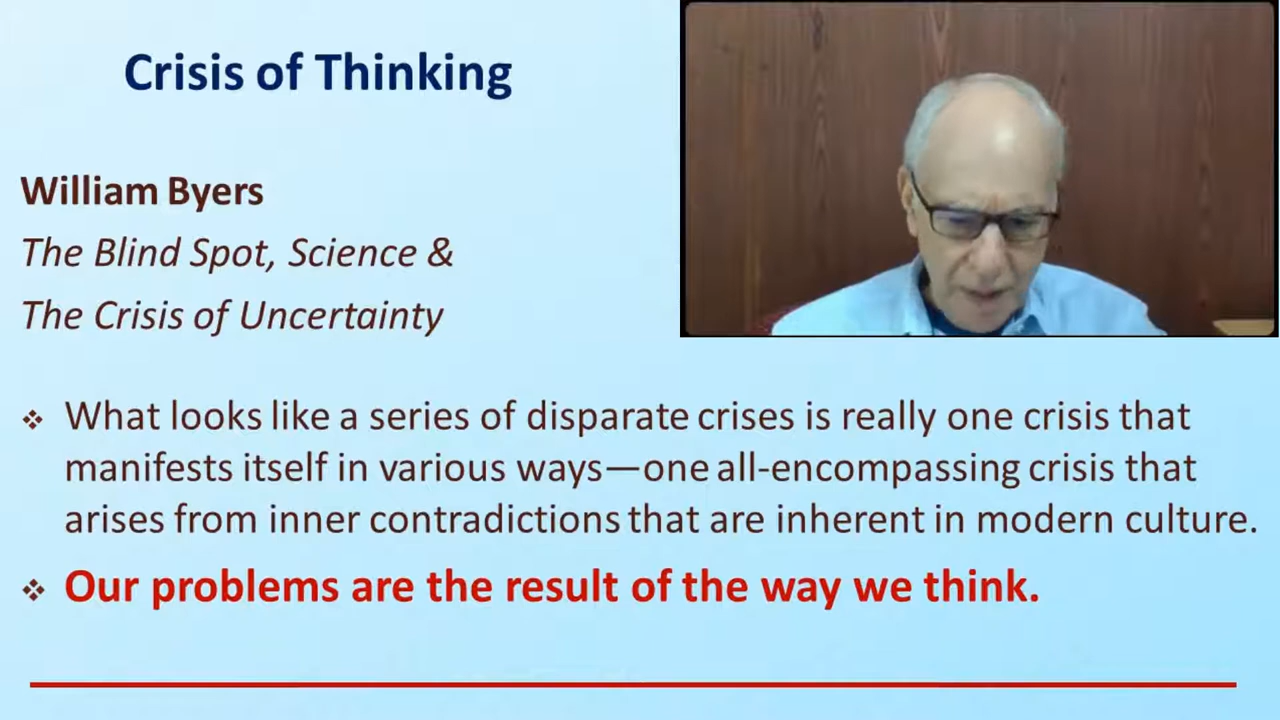 Crisis of Thinking
William Byers
The Blind Spot, Science &
The Crisis of Uncertainty
What looks like a series of disparate crises is really one crisis that
manifests itself in various ways—one all-encompassing crisis that
arises from inner contradictions that are inherent in modern culture.
Our problems are the result of the way we think.